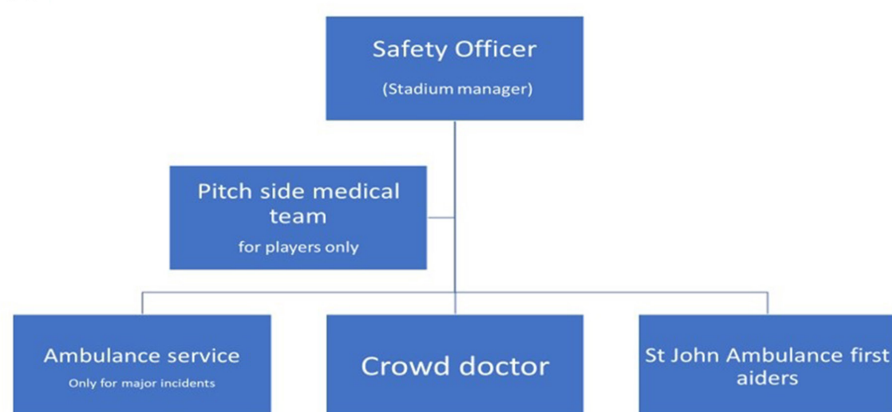 Safety Officer
(Stadium manager)
Pitch side medical
team
for players only
Ambulance service
Only for major incidents
Crowd doctor
St John Ambulance first
aiders